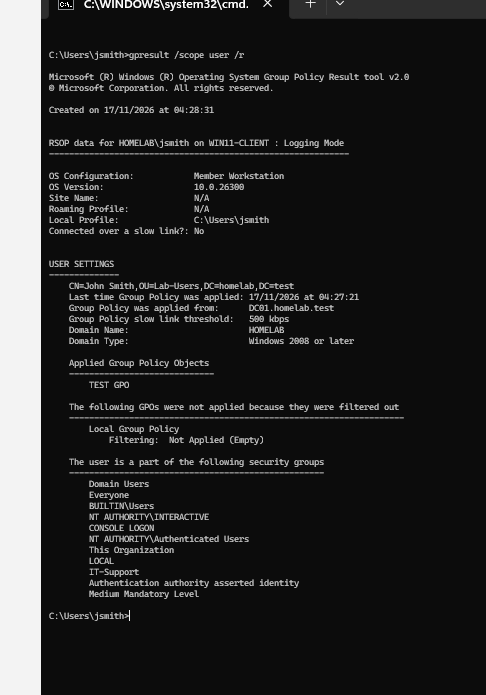 C:\WINDOWS\system32\cmd.
C:\Users\jsmith>gpresult /scope user /r
Microsoft (R) Windows (R) Operating System Group Policy Result tool v2.0
© Microsoft Corporation. All rights reserved.
Created on 17/11/2026 at 04:28:31
RSOP data for HOMELAB\jsmith on WIN11-CLIENT : Logging Mode
------------------------------------------------------------
OS Configuration:            Member Workstation
OS Version:                  10.0.26300
Site Name:                   N/A
Roaming Profile:             N/A
Local Profile:               C:\Users\jsmith
Connected over a slow link?: No
USER SETTINGS
--------------
    CN=John Smith,OU=Lab-Users,DC=homelab,DC=test
    Last time Group Policy was applied: 17/11/2026 at 04:27:21
    Group Policy was applied from:      DC01.homelab.test
    Group Policy slow link threshold:   500 kbps
    Domain Name:                        HOMELAB
    Domain Type:                        Windows 2008 or later
    Applied Group Policy Objects
    -----------------------------
        TEST GPO
    The following GPOs were not applied because they were filtered out
    -------------------------------------------------------------------
        Local Group Policy
            Filtering:  Not Applied (Empty)
    The user is a part of the following security groups
    ---------------------------------------------------
        Domain Users
        Everyone
        BUILTIN\Users
        NT AUTHORITY\INTERACTIVE
        CONSOLE LOGON
        NT AUTHORITY\Authenticated Users
        This Organization
        LOCAL
        IT-Support
        Authentication authority asserted identity
        Medium Mandatory Level
C:\Users\jsmith>